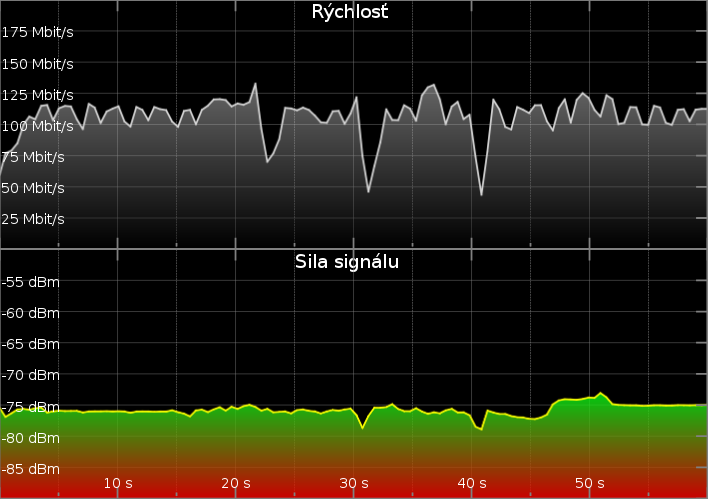 Rýchlosť
175 Mbit/s
150 Mbit/s
125 Mbit/s
100 Mbit/s
75 Mbit/s
50 Mbit/s
25 Mbit/s
Sila signálu
-55 dBm
-60 dBm
-65 dBm
-70 dBm
-75 dBm
-80 dBm
-85 dBm
10 s 20 s 30 s 40 s 50 s